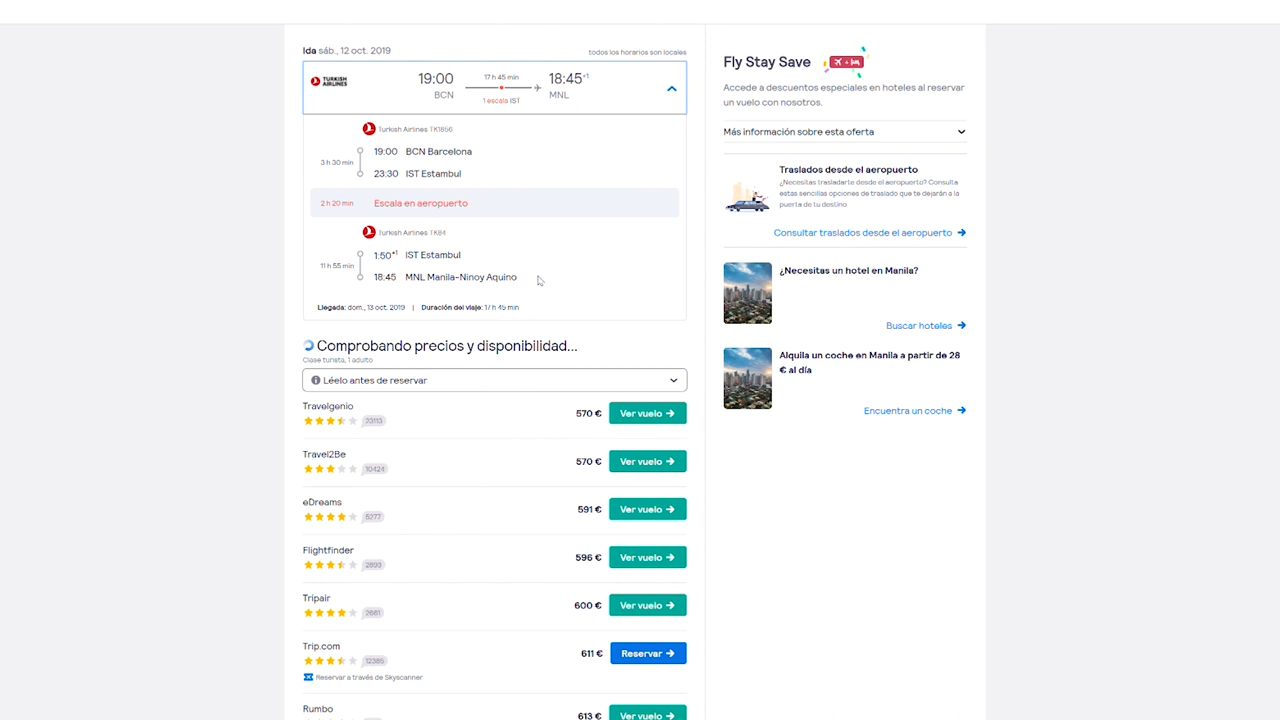 Ida sáb., 12 oct. 2019
todos los horarios son locales
TURKISH AIRLINES
19:00
BCN
17 h 45 min
1 escala IST
18:45+1
MNL
Turkish Airlines TK1856
3 h 30 min
19:00 BCN Barcelona
23:30 IST Estambul
2 h 20 min Escala en aeropuerto
Turkish Airlines TK84
11 h 55 min
1:50+1 IST Estambul
18:45 MNL Manila-Ninoy Aquino
Llegada: dom., 13 oct. 2019 | Duración del viaje: 17 h 45 min
Comprobando precios y disponibilidad...
Clase turista, 1 adulto
Léelo antes de reservar
Travelgenio
23113
570 € Ver vuelo →
Travel2Be
10424
570 € Ver vuelo →
eDreams
5277
591 € Ver vuelo →
Flightfinder
2893
596 € Ver vuelo →
Tripair
2681
600 € Ver vuelo →
Trip.com
12385
611 € Reservar →
Reservar a través de Skyscanner
Rumbo
613 € Ver vuelo →
Fly Stay Save
Accede a descuentos especiales en hoteles al reservar
un vuelo con nosotros.
Más información sobre esta oferta
Traslados desde el aeropuerto
¿Necesitas trasladarte desde el aeropuerto? Consulta
estas sencillas opciones de traslado que te dejarán a la
puerta de tu destino
Consultar traslados desde el aeropuerto →
¿Necesitas un hotel en Manila?
Buscar hoteles →
Alquila un coche en Manila a partir de 28
€ al día
Encuentra un coche →